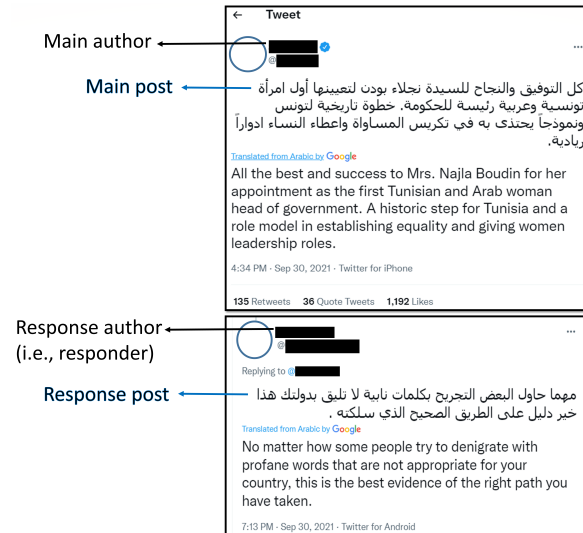 ← Tweet
Main author
@
...
Main post
كل التوفيق والنجاح للسيدة نجلاء بودن لتعيينها أول امرأة
تونسية وعربية رئيسة للحكومة. خطوة تاريخية لتونس
ونموذجاً يحتذى به في تكريس المساواة واعطاء النساء ادواراً
ريادية.
Translated from Arabic by Google
All the best and success to Mrs. Najla Boudin for her
appointment as the first Tunisian and Arab woman
head of government. A historic step for Tunisia and a
role model in establishing equality and giving women
leadership roles.
4:34 PM · Sep 30, 2021 · Twitter for iPhone
135 Retweets 36 Quote Tweets 1,192 Likes
Response author
(i.e., responder)
@
...
Replying to @
Response post
مهما حاول البعض التجريح بكلمات نابية لا تليق بدولتك هذا
خير دليل على الطريق الصحيح الذي سلكته .
Translated from Arabic by Google
No matter how some people try to denigrate with
profane words that are not appropriate for your
country, this is the best evidence of the right path you
have taken.
7:13 PM · Sep 30, 2021 · Twitter for Android